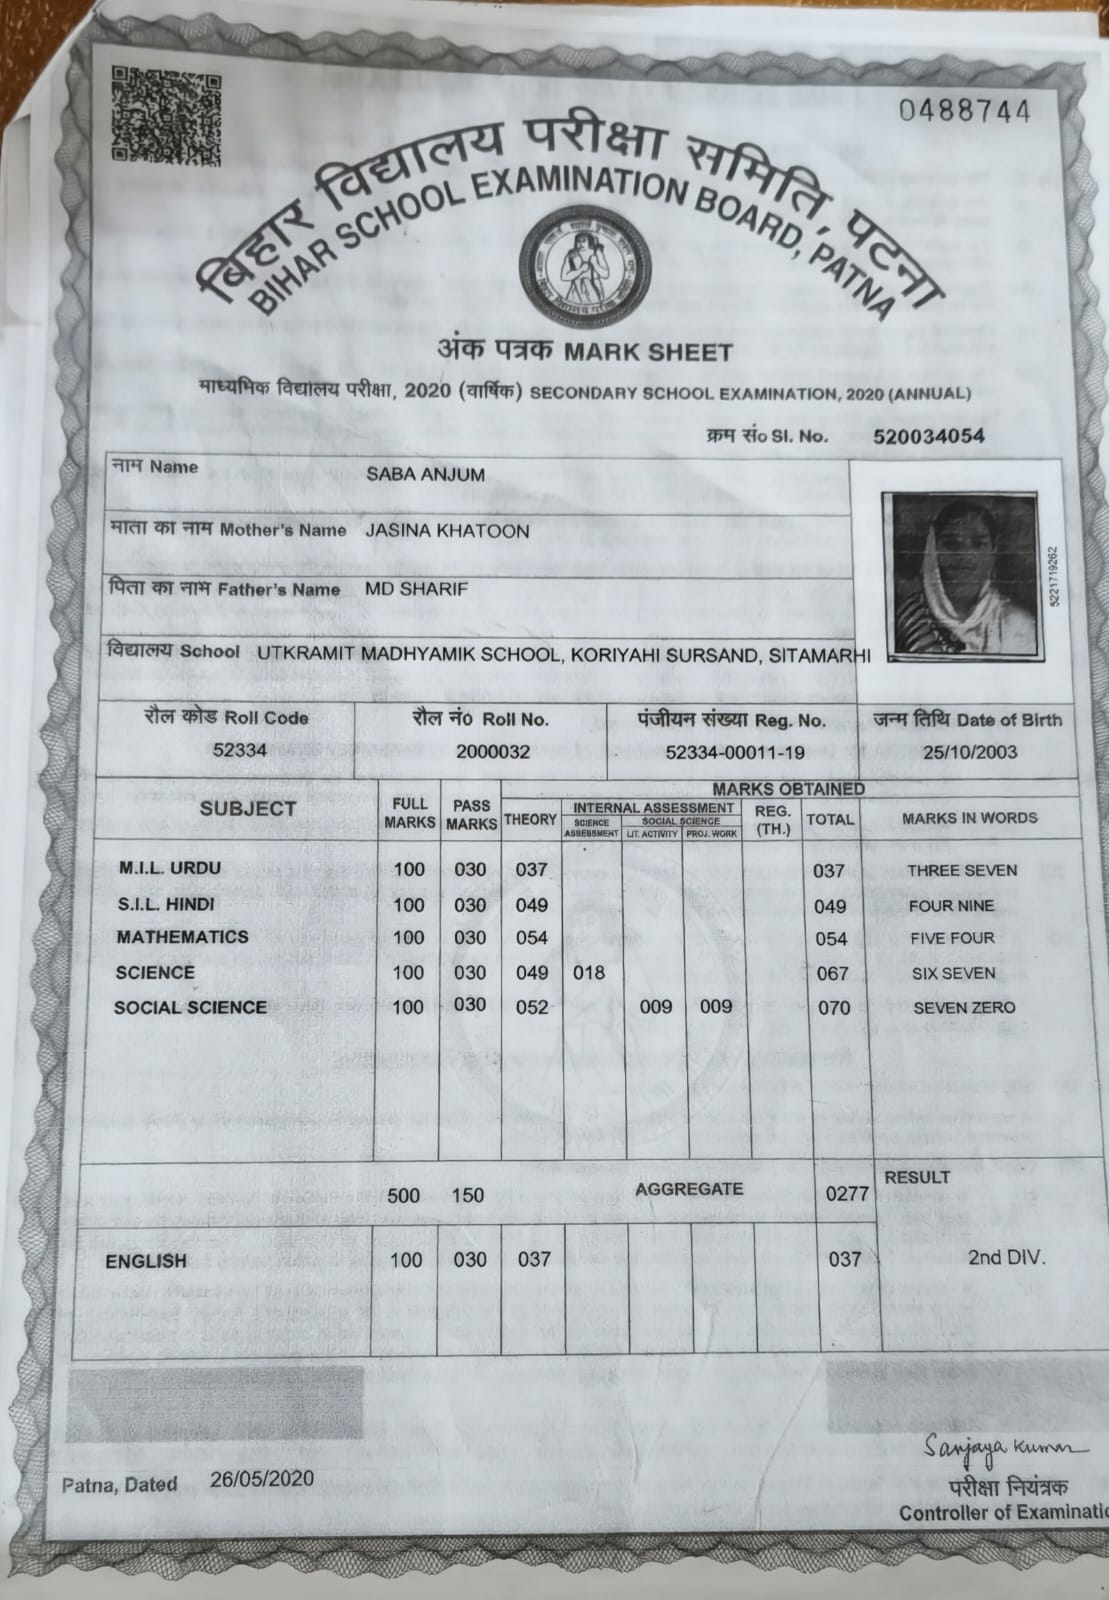 0488744
बिहार विद्यालय परीक्षा समिति, पटना
BIHAR SCHOOL EXAMINATION BOARD, PATNA
अंक पत्रक MARK SHEET
माध्यमिक विद्यालय परीक्षा, 2020 (वार्षिक) SECONDARY SCHOOL EXAMINATION, 2020 (ANNUAL)
क्रम सं० Sl. No. 520034054
नाम Name SABA ANJUM
माता का नाम Mother's Name JASINA KHATOON
पिता का नाम Father's Name MD SHARIF
5221719262
विद्यालय School UTKRAMIT MADHYAMIK SCHOOL, KORIYAHI SURSAND, SITAMARHI
रौल कोड Roll Code रौल नं० Roll No. पंजीयन संख्या Reg. No. जन्म तिथि Date of Birth
52334 2000032 52334-00011-19 25/10/2003
MARKS OBTAINED
SUBJECT FULL MARKS PASS MARKS THEORY INTERNAL ASSESSMENT REG. (TH.) TOTAL MARKS IN WORDS
SCIENCE ASSESSMENT SOCIAL SCIENCE
LIT. ACTIVITY PROJ. WORK
M.I.L. URDU 100 030 037 037 THREE SEVEN
S.I.L. HINDI 100 030 049 049 FOUR NINE
MATHEMATICS 100 030 054 054 FIVE FOUR
SCIENCE 100 030 049 018 067 SIX SEVEN
SOCIAL SCIENCE 100 030 052 009 009 070 SEVEN ZERO
500 150 AGGREGATE 0277 RESULT
ENGLISH 100 030 037 037 2nd DIV.
Sanjaya Kumar
Patna, Dated 26/05/2020
परीक्षा नियंत्रक
Controller of Examinatio